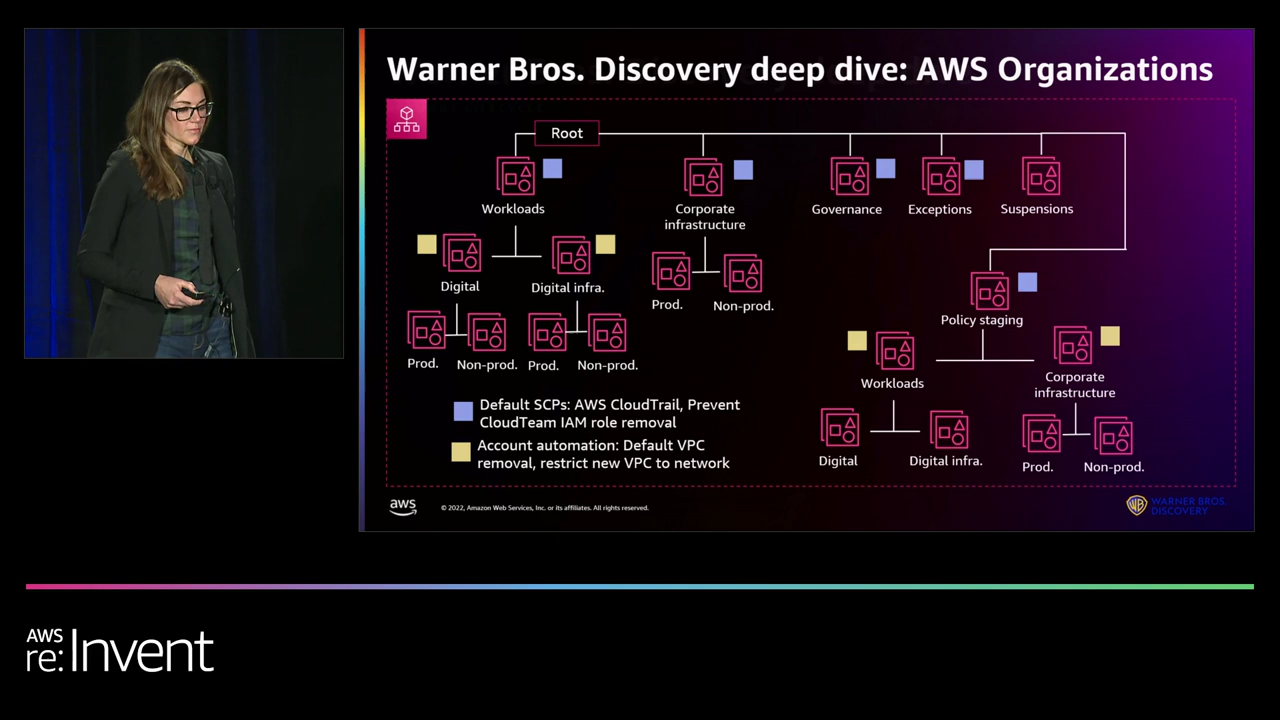 Warner Bros. Discovery deep dive: AWS Organizations
Root
Workloads
Corporate
infrastructure
Governance
Exceptions
Suspensions
Digital
Digital infra.
Prod.
Non-prod.
Prod.
Non-prod.
Prod.
Non-prod.
Policy staging
Workloads
Corporate
infrastructure
Digital
Digital infra.
Prod.
Non-prod.
Default SCPs: AWS CloudTrail, Prevent
CloudTeam IAM role removal
Account automation: Default VPC
removal, restrict new VPC to network
aws
© 2022, Amazon Web Services, Inc. or its affiliates. All rights reserved.
WB
WARNER BROS.
DISCOVERY
AWS
re:Invent